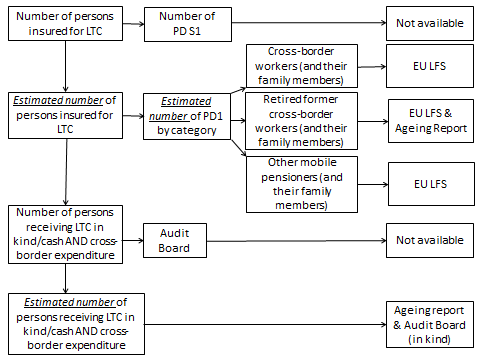 Number of persons
insured for LTC
Number of
PD S1
Not available
Cross-border
workers (and their
family members)
EU LFS
Estimated number of
persons insured for
LTC
Estimated
number of PD1
by category
Retired former
cross-border
workers (and their
family members)
EU LFS &
Ageing Report
Other mobile
pensioners (and
their family
members)
EU LFS
Number of persons
receiving LTC in
kind/cash AND cross-
border expenditure
Audit
Board
Not available
Estimated number of
persons receiving LTC in
kind/cash AND cross-
border expenditure
Ageing report
& Audit Board
(in kind)